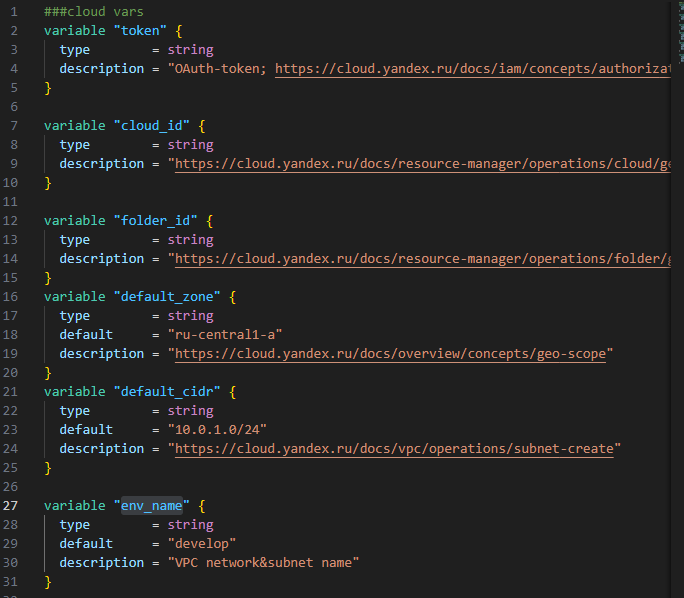 1 ###cloud vars
2 variable "token" {
3 type = string
4 description = "OAuth-token; https://cloud.yandex.ru/docs/iam/concepts/authorizat
5 }
6
7 variable "cloud_id" {
8 type = string
9 description = "https://cloud.yandex.ru/docs/resource-manager/operations/cloud/ge
10 }
11
12 variable "folder_id" {
13 type = string
14 description = "https://cloud.yandex.ru/docs/resource-manager/operations/folder/g
15 }
16 variable "default_zone" {
17 type = string
18 default = "ru-central1-a"
19 description = "https://cloud.yandex.ru/docs/overview/concepts/geo-scope"
20 }
21 variable "default_cidr" {
22 type = string
23 default = "10.0.1.0/24"
24 description = "https://cloud.yandex.ru/docs/vpc/operations/subnet-create"
25 }
26
27 variable "env_name" {
28 type = string
29 default = "develop"
30 description = "VPC network&subnet name"
31 }